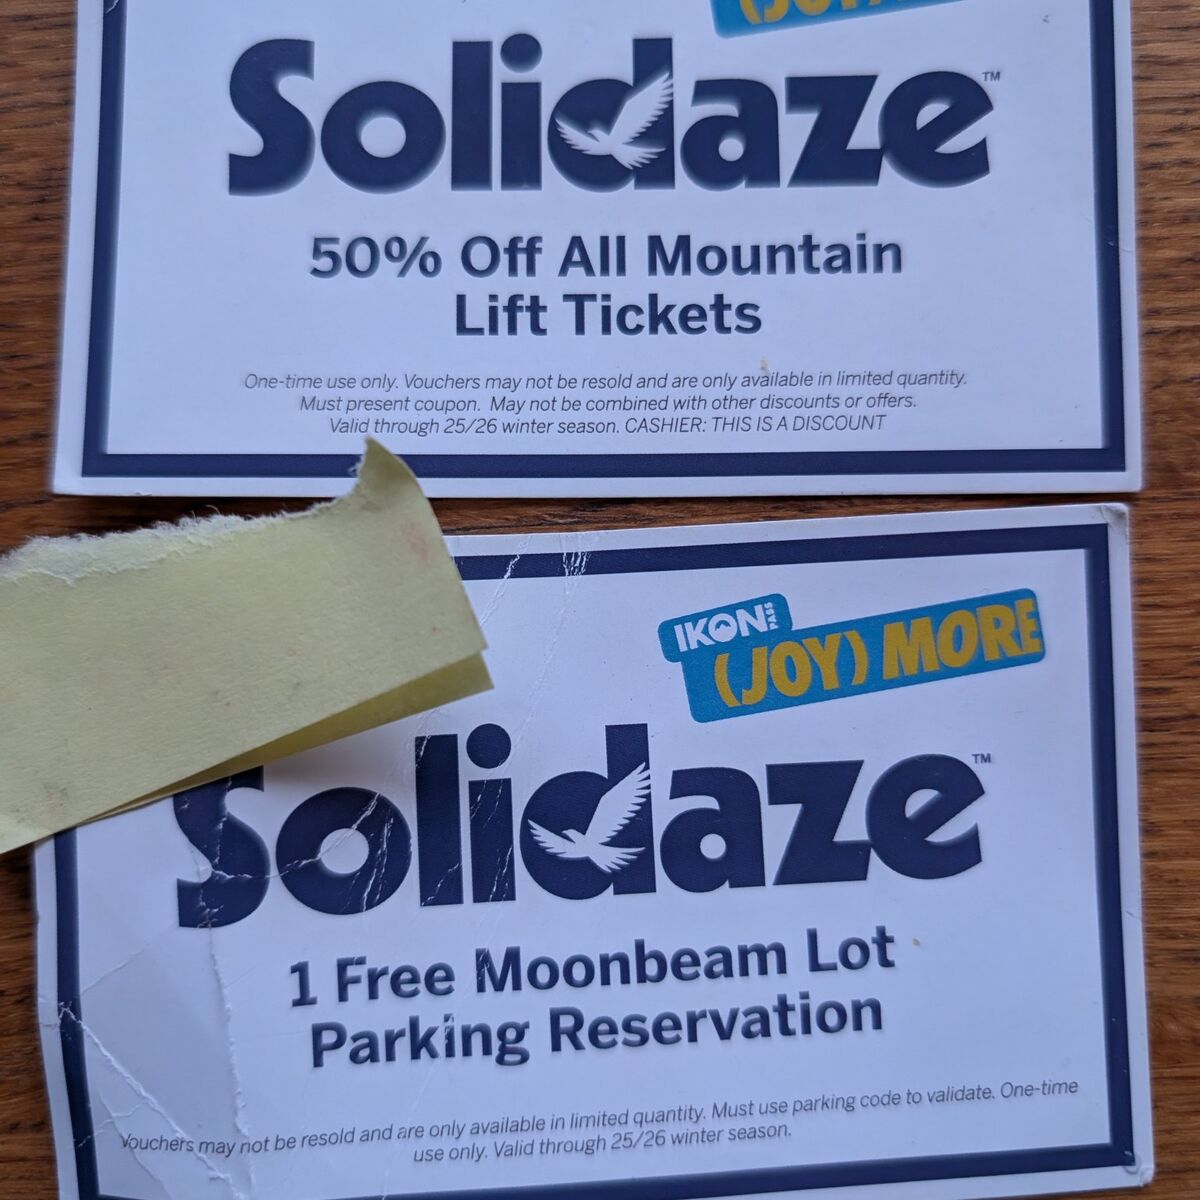 Solidaze™
50% Off All Mountain
Lift Tickets
One-time use only. Vouchers may not be resold and are only available in limited quantity.
Must present coupon. May not be combined with other discounts or offers.
Valid through 25/26 winter season. CASHIER: THIS IS A DISCOUNT
IKON PASS
(JOY) MORE
Solidaze™
1 Free Moonbeam Lot
Parking Reservation
Vouchers may not be resold and are only available in limited quantity. Must use parking code to validate. One-time
use only. Valid through 25/26 winter season.